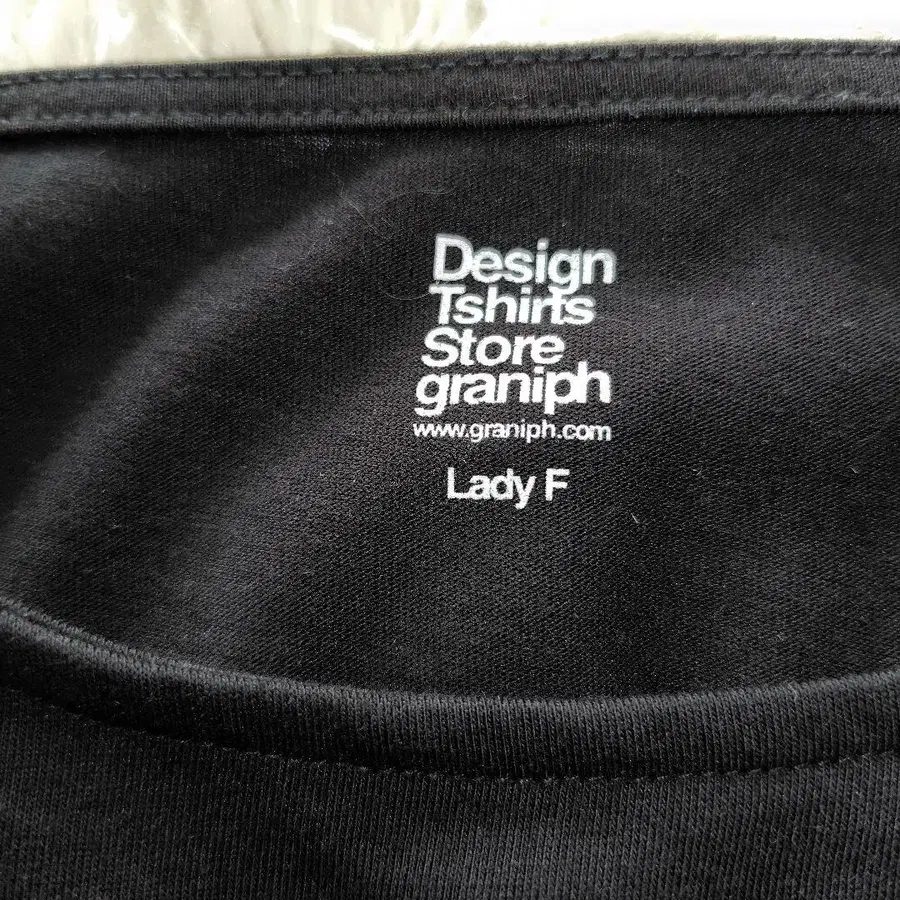 Design
Tshirts
Store
graniph
www.graniph.com
Lady F